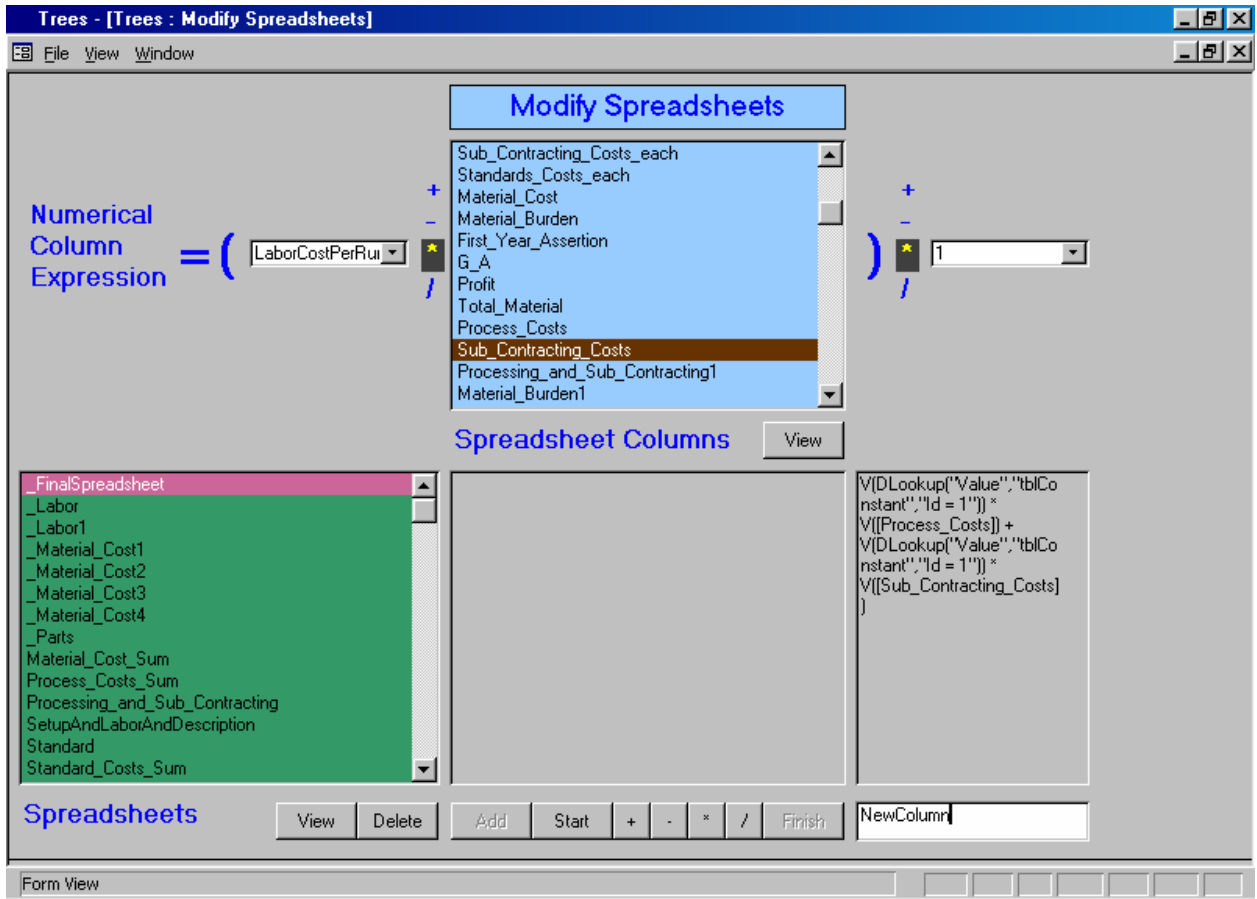 Trees - [Trees : Modify Spreadsheets]
File View Window
Modify Spreadsheets
Numerical
Column
Expression
= (
LaborCostPerRu
+
-
*
/
Sub_Contracting_Costs_each
Standards_Costs_each
Material_Cost
Material_Burden
First_Year_Assertion
G_A
Profit
Total_Material
Process_Costs
Sub_Contracting_Costs
Processing_and_Sub_Contracting1
Material_Burden1
)
+
-
*
/
1
Spreadsheet Columns
View
_FinalSpreadsheet
_Labor
_Labor1
_Material_Cost1
_Material_Cost2
_Material_Cost3
_Material_Cost4
_Parts
Material_Cost_Sum
Process_Costs_Sum
Processing_and_Sub_Contracting
SetupAndLaborAndDescription
Standard
Standard_Costs_Sum
V(DLookup("Value","tblCo
nstant","Id = 1")) *
V([Process_Costs]) +
V(DLookup("Value","tblCo
nstant","Id = 1")) *
V([Sub_Contracting_Costs]
)
Spreadsheets
View Delete
Add Start + - * / Finish
NewColumn
Form View